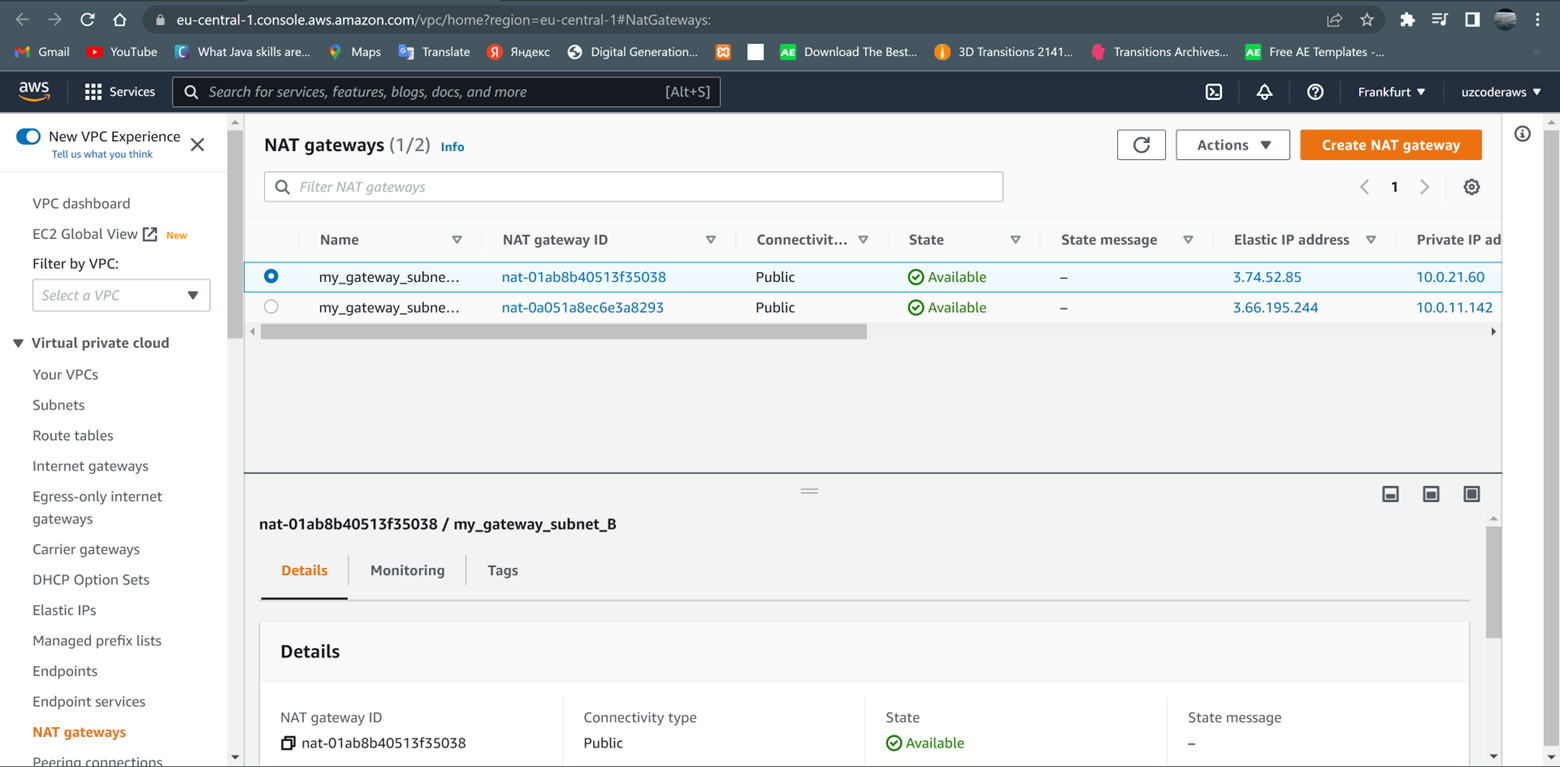 eu-central-1.console.aws.amazon.com/vpc/home?region=eu-central-1#NatGateways:
Gmail YouTube What Java skills are... Maps Translate Яндекс Digital Generation... Download The Best... 3D Transitions 2141... Transitions Archives... Free AE Templates -...
aws Services Search for services, features, blogs, docs, and more [Alt+S] Frankfurt uzcoderaws
New VPC Experience
Tell us what you think
VPC dashboard
EC2 Global View New
Filter by VPC:
Select a VPC
Virtual private cloud
Your VPCs
Subnets
Route tables
Internet gateways
Egress-only internet
gateways
Carrier gateways
DHCP Option Sets
Elastic IPs
Managed prefix lists
Endpoints
Endpoint services
NAT gateways
Peering connections
NAT gateways (1/2) Info
Actions
Create NAT gateway
Filter NAT gateways
1
Name NAT gateway ID Connectivit... State State message Elastic IP address Private IP ad
my_gateway_subne... nat-01ab8b40513f35038 Public Available – 3.74.52.85 10.0.21.60
my_gateway_subne... nat-0a051a8ec6e3a8293 Public Available – 3.66.195.244 10.0.11.142
nat-01ab8b40513f35038 / my_gateway_subnet_B
Details Monitoring Tags
Details
NAT gateway ID Connectivity type State State message
nat-01ab8b40513f35038 Public Available –